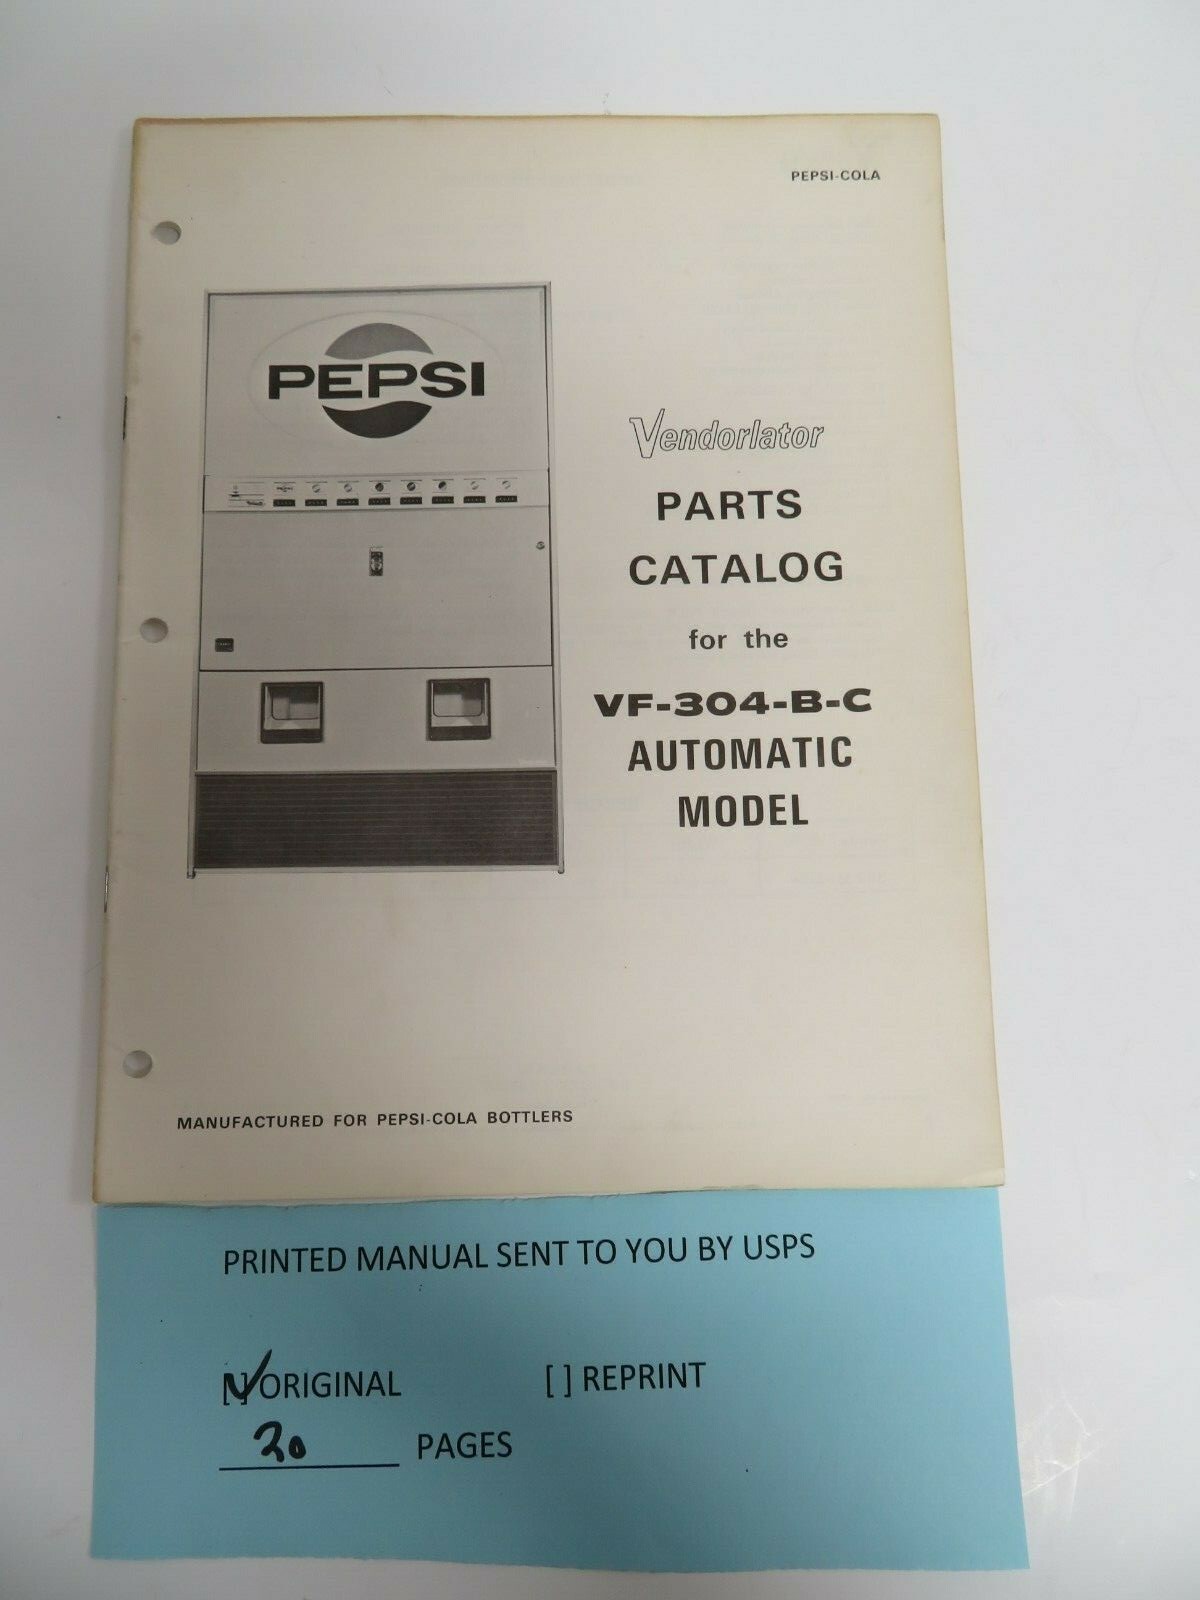 PEPSI-COLA
PEPSI
Vendorlator
PARTS
CATALOG
for the
VF-304-B-C
AUTOMATIC
MODEL
MANUFACTURED FOR PEPSI-COLA BOTTLERS
PRINTED MANUAL SENT TO YOU BY USPS
[✓] ORIGINAL [ ] REPRINT
20 PAGES